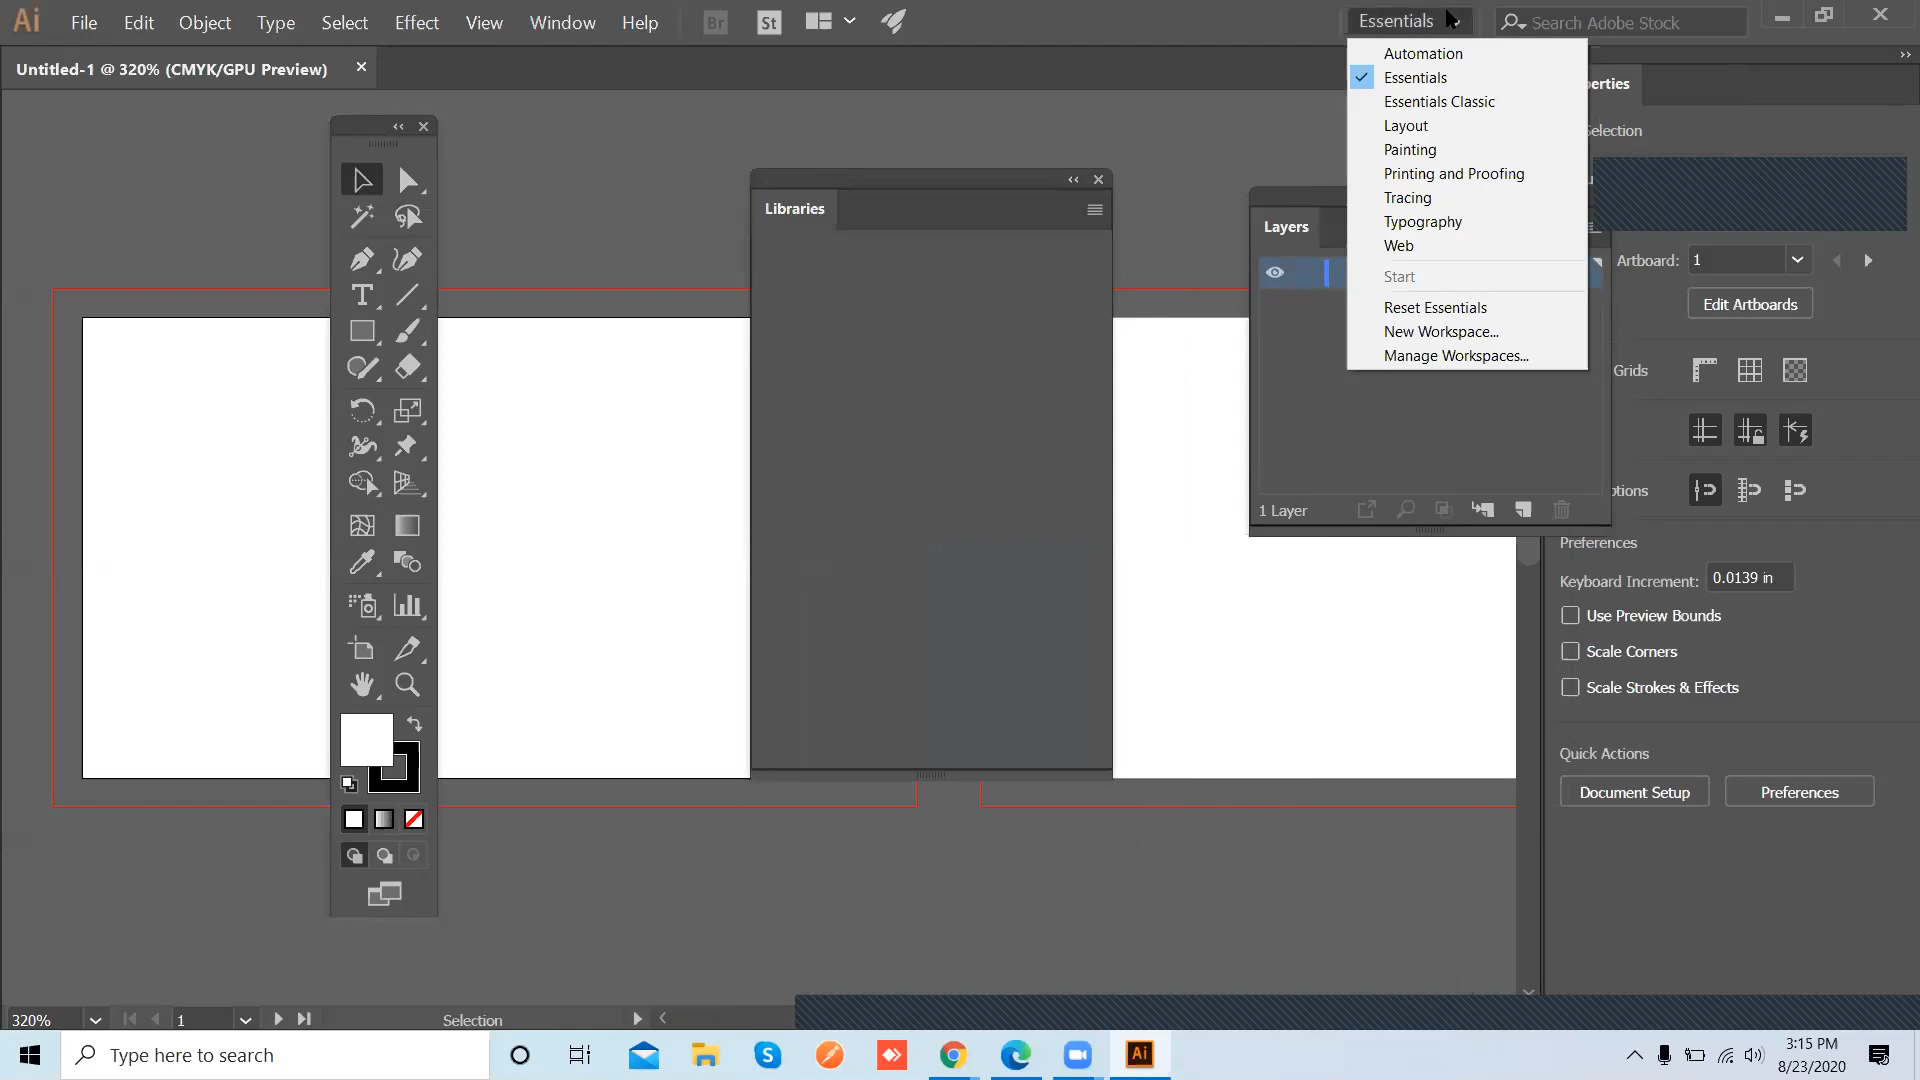 Ai File Edit Object Type Select Effect View Window Help Br St Essentials Search Adobe Stock
Untitled-1 @ 320% (CMYK/GPU Preview)
Automation
Essentials
Essentials Classic
Layout
Painting
Printing and Proofing
Tracing
Typography
Web
Start
Reset Essentials
New Workspace...
Manage Workspaces...
Libraries
Layers
1 Layer
perties
Selection
Artboard: 1
Edit Artboards
Grids
ptions
Preferences
Keyboard Increment: 0.0139 in
Use Preview Bounds
Scale Corners
Scale Strokes & Effects
Quick Actions
Document Setup Preferences
320% 1 Selection
Type here to search
Ai
3:15 PM
8/23/2020